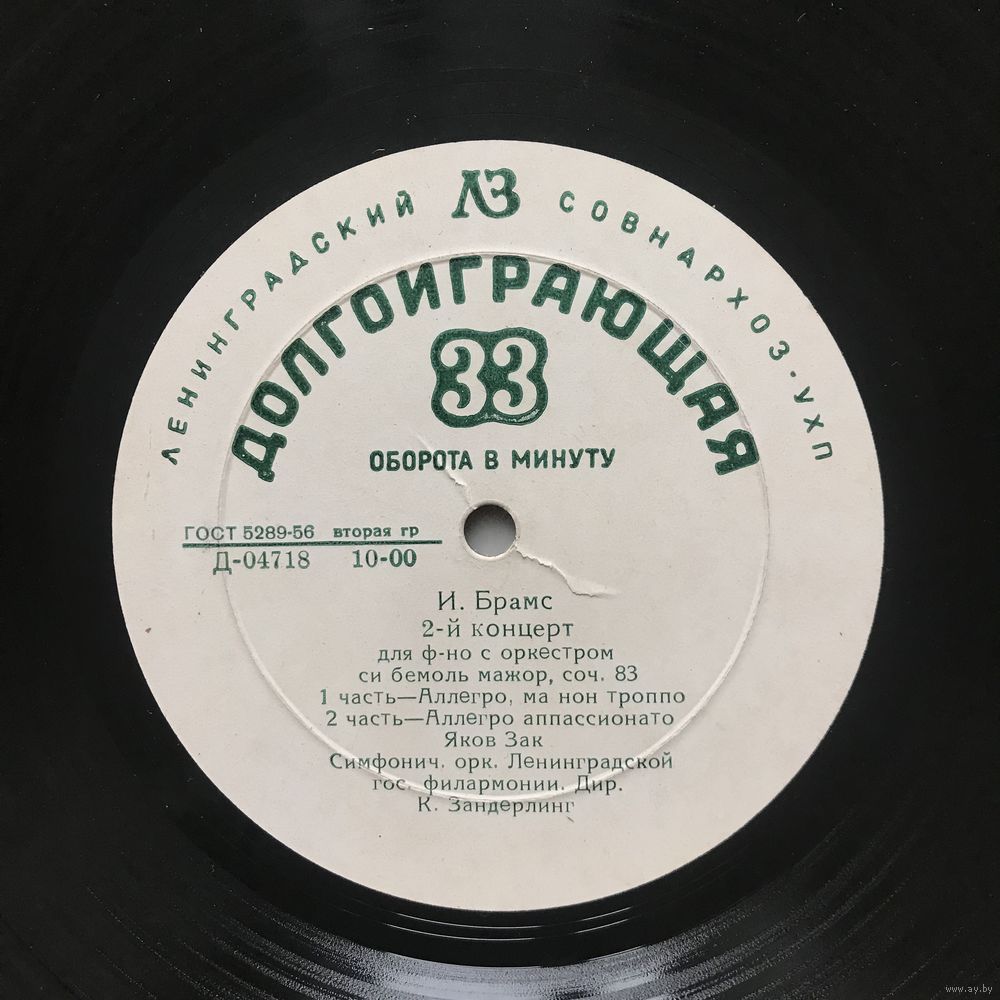 ЛЕНИНГРАДСКИЙ ЛЗ СОВНАРХОЗ·УХП
ДОЛГОИГРАЮЩАЯ
33
ОБОРОТА В МИНУТУ
ГОСТ 5289-56 вторая гр
Д-04718 10-00
И. Брамс
2-й концерт
для ф-но с оркестром
си бемоль мажор, соч. 83
1 часть—Аллегро, ма нон троппо
2 часть—Аллегро аппассионато
Яков Зак
Симфонич. орк. Ленинградской
гос. филармонии. Дир.
К. Зандерлинг
www.ay.by